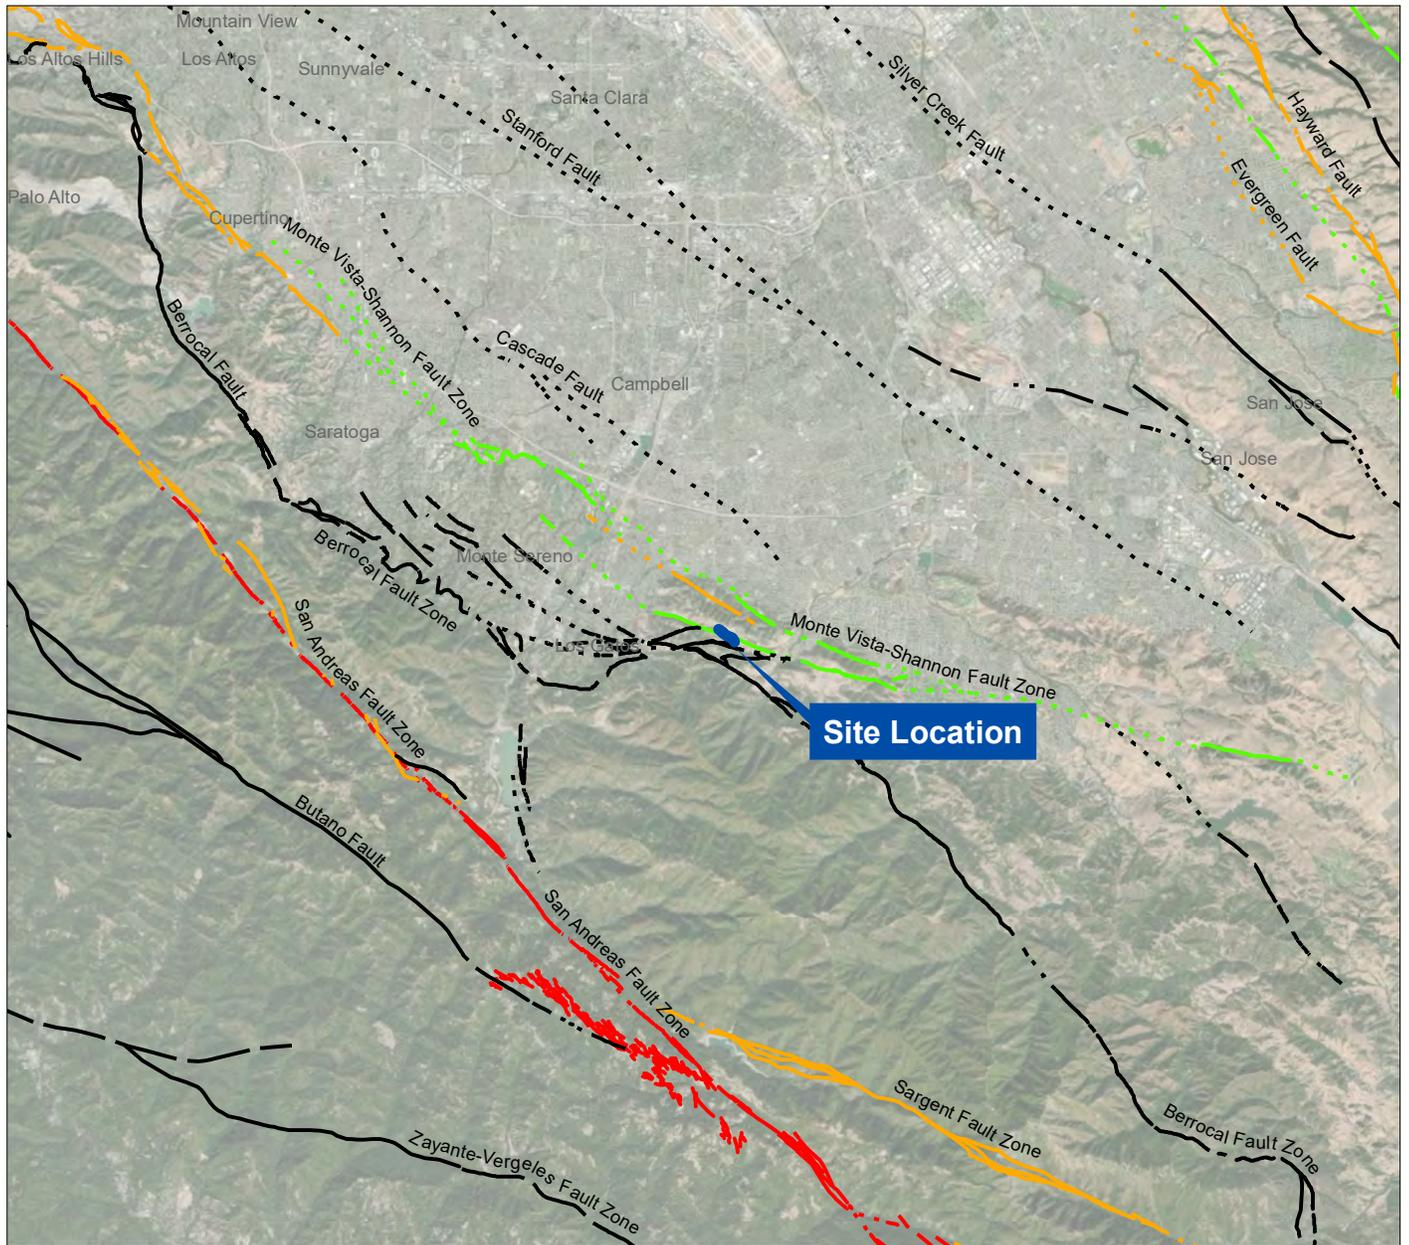 Mountain View
Los Altos Hills
Los Altos
Sunnyvale
Santa Clara
Silver Creek Fault
Hayward Fault
Stanford Fault
Evergreen Fault
Palo Alto
Cupertino
Monte Vista-Shannon Fault Zone
Berrocal Fault
Cascade Fault
Campbell
San Jose
Saratoga
San Jose
Berrocal Fault Zone
Monte Sereno
San Andreas Fault Zone
Los Gatos
Monte Vista-Shannon Fault Zone
Site Location
Butano Fault
San Andreas Fault Zone
Sargent Fault Zone
Berrocal Fault Zone
Zayante-Vergeles Fault Zone